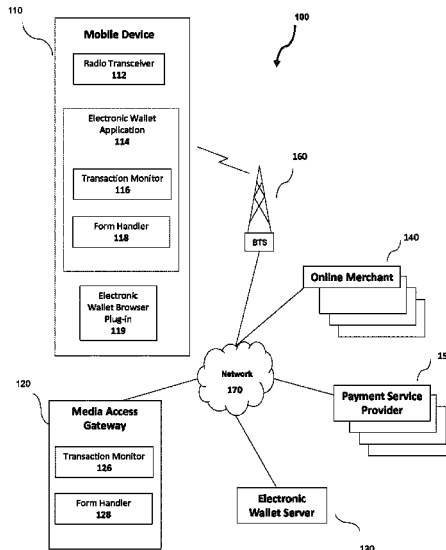 110
100
Mobile Device
Radio Transceiver
112
Electronic Wallet
Application
114
Transaction Monitor
116
Form Handler
118
Electronic
Wallet Browser
Plug-in
119
160
BTS
140
Online Merchant
Network
170
120
Media Access
Gateway
Transaction Monitor
126
Form Handler
128
Payment Service
Provider
Electronic
Wallet Server
130